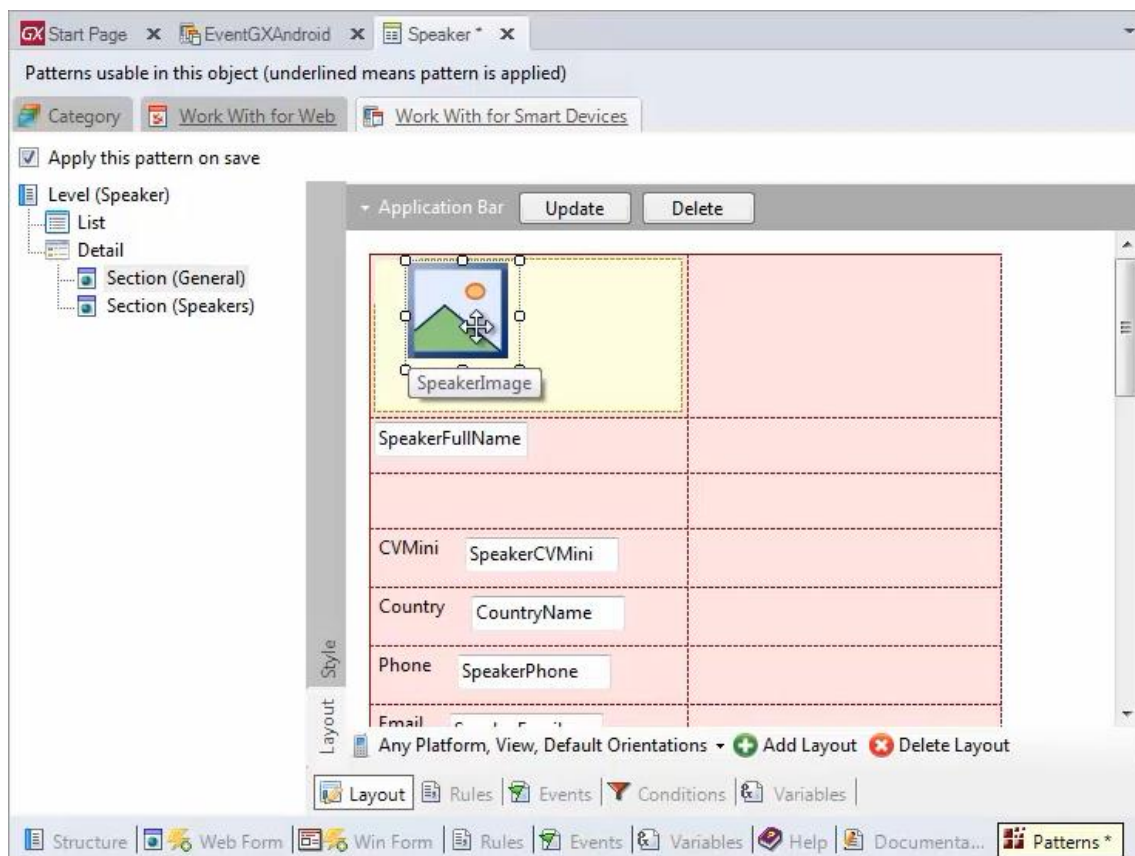 GX Start Page x EventGXAndroid x Speaker * x
Patterns usable in this object (underlined means pattern is applied)
Category Work With for Web Work With for Smart Devices
Apply this pattern on save
Level (Speaker)
List
Detail
Section (General)
Section (Speakers)
Application Bar Update Delete
SpeakerImage
SpeakerFullName
CVMini SpeakerCVMini
Country CountryName
Phone SpeakerPhone
Email
Style
Layout
Any Platform, View, Default Orientations Add Layout Delete Layout
Layout Rules Events Conditions Variables
Structure Web Form Win Form Rules Events Variables Help Documenta... Patterns *